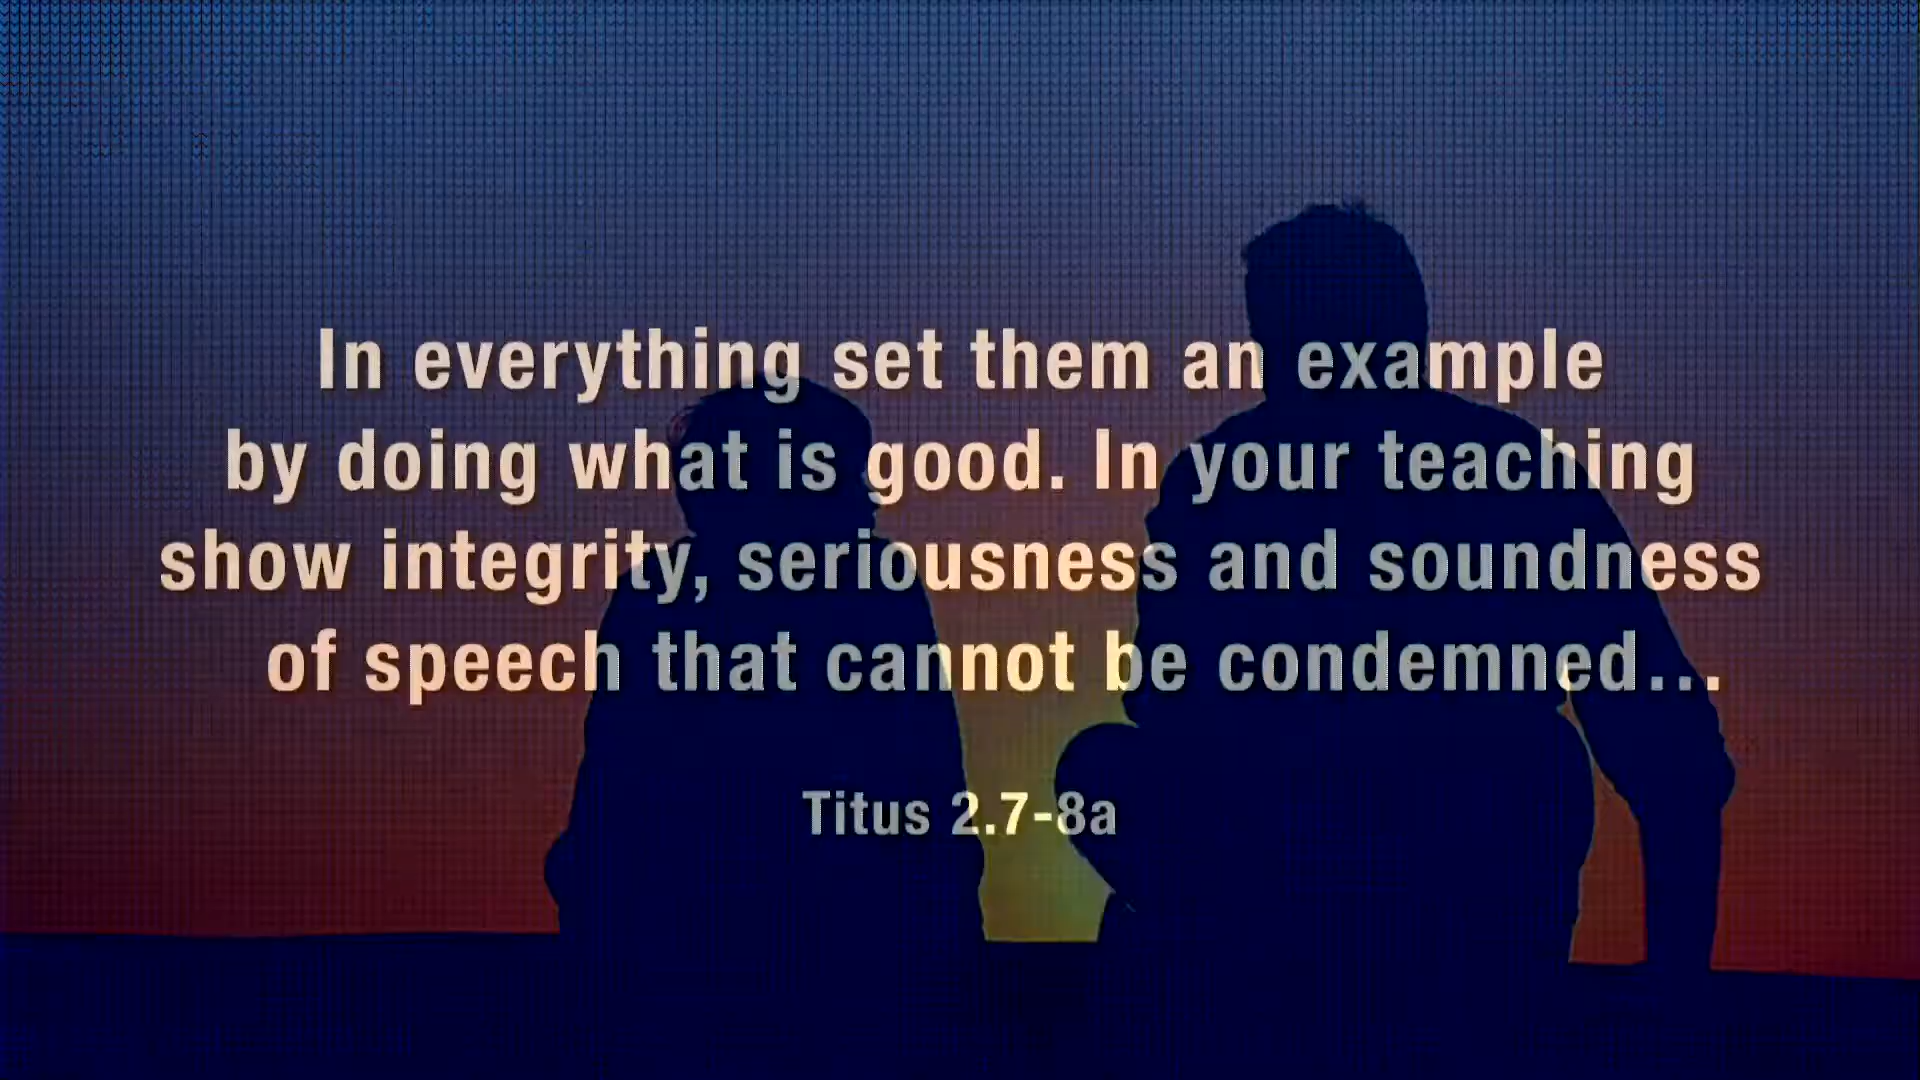 In everything set them an example
by doing what is good. In your teaching
show integrity, seriousness and soundness
of speech that cannot be condemned...
Titus 2.7-8a